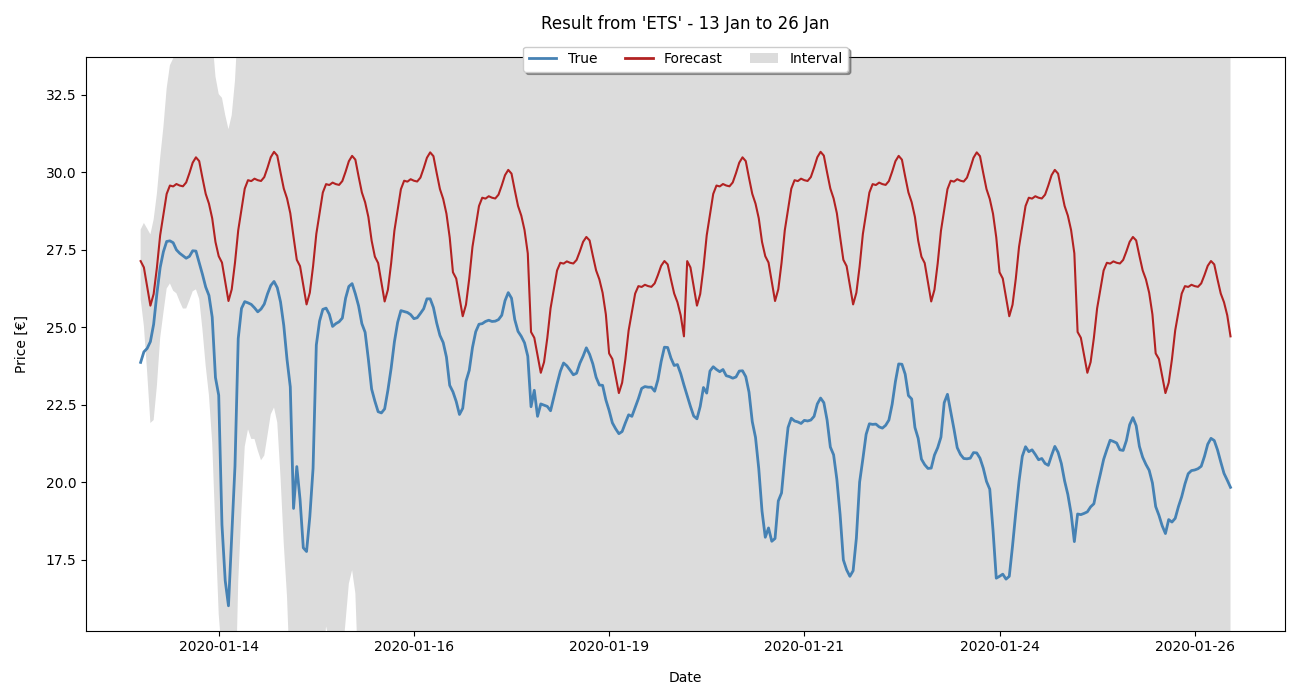 Result from 'ETS' - 13 Jan to 26 Jan
True Forecast Interval
32.5
30.0
27.5
25.0
22.5
20.0
17.5
Price [€]
2020-01-14 2020-01-16 2020-01-19 2020-01-21 2020-01-24 2020-01-26
Date